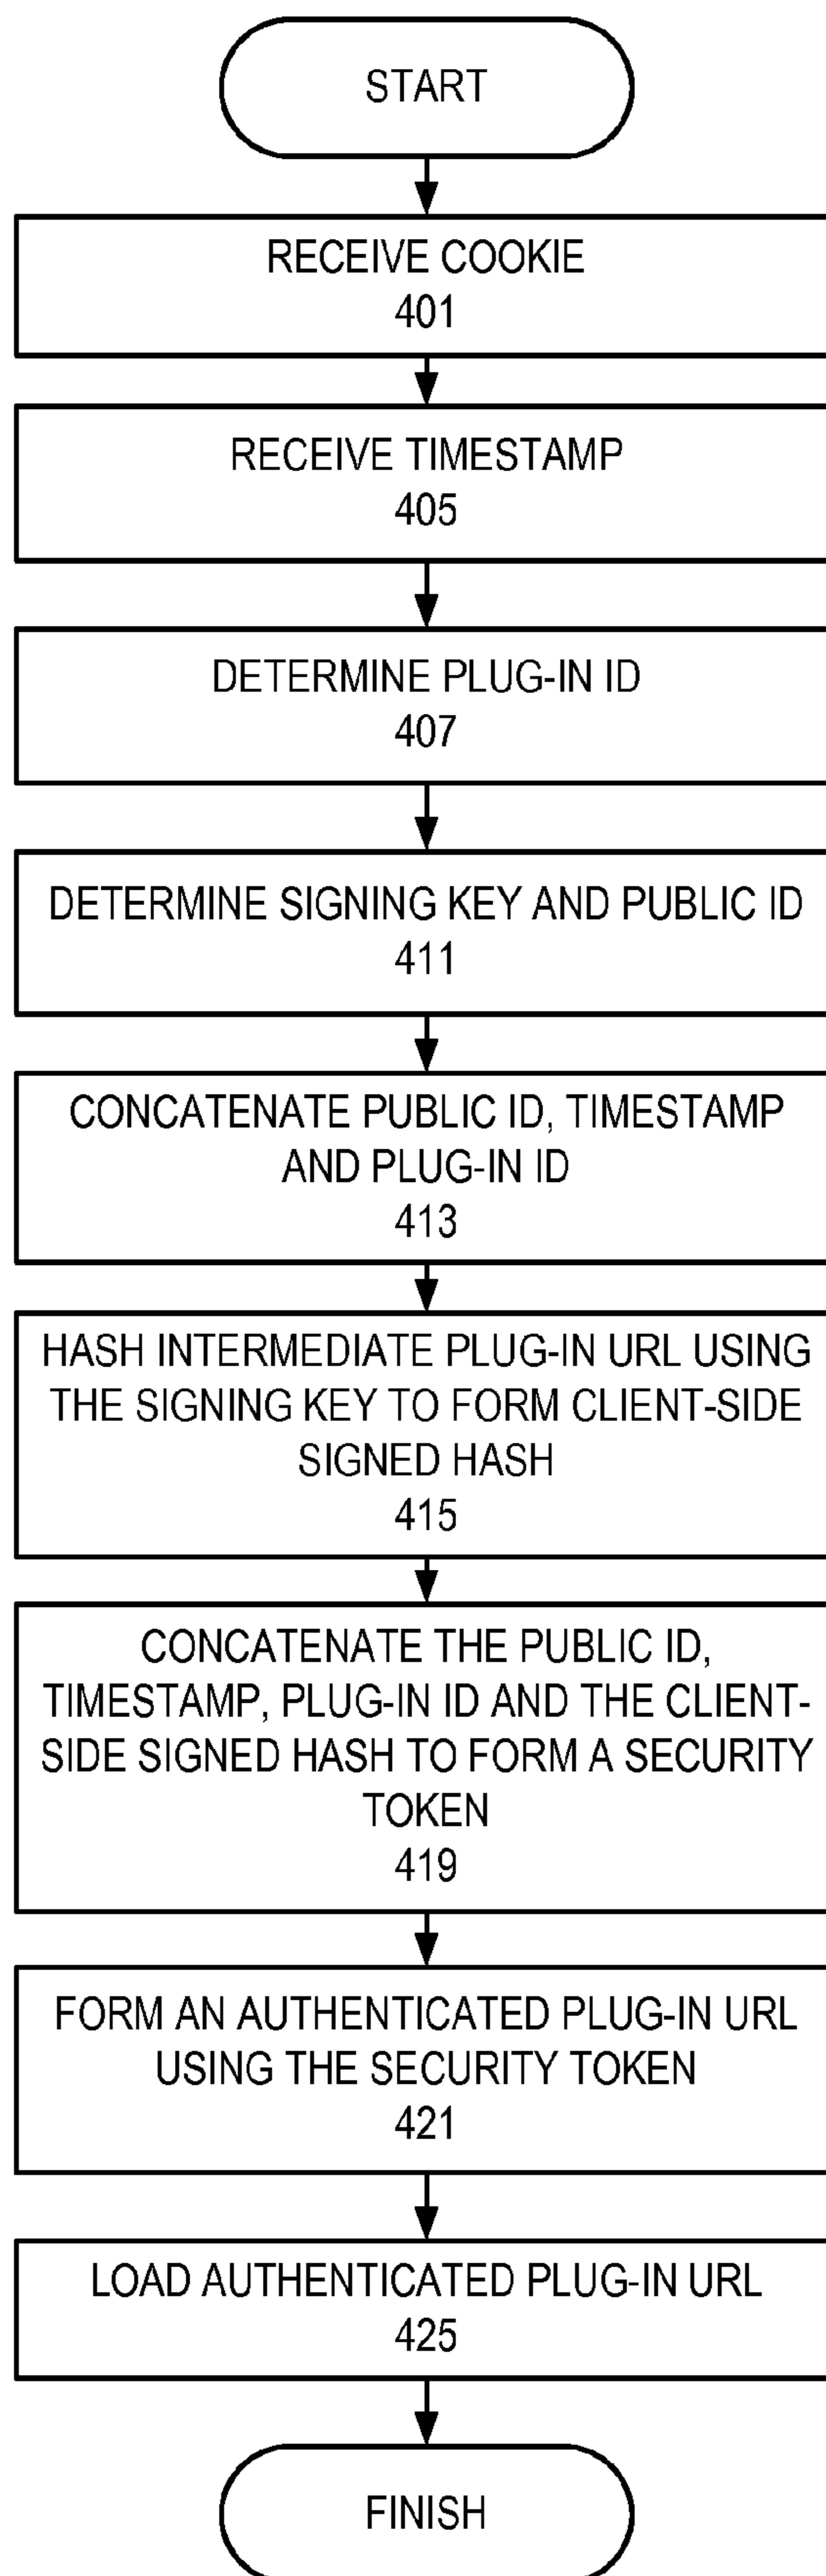 START
RECEIVE COOKIE
401
RECEIVE TIMESTAMP
405
DETERMINE PLUG-IN ID
407
DETERMINE SIGNING KEY AND PUBLIC ID
411
CONCATENATE PUBLIC ID, TIMESTAMP
AND PLUG-IN ID
413
HASH INTERMEDIATE PLUG-IN URL USING
THE SIGNING KEY TO FORM CLIENT-SIDE
SIGNED HASH
415
CONCATENATE THE PUBLIC ID,
TIMESTAMP, PLUG-IN ID AND THE CLIENT-
SIDE SIGNED HASH TO FORM A SECURITY
TOKEN
419
FORM AN AUTHENTICATED PLUG-IN URL
USING THE SECURITY TOKEN
421
LOAD AUTHENTICATED PLUG-IN URL
425
FINISH